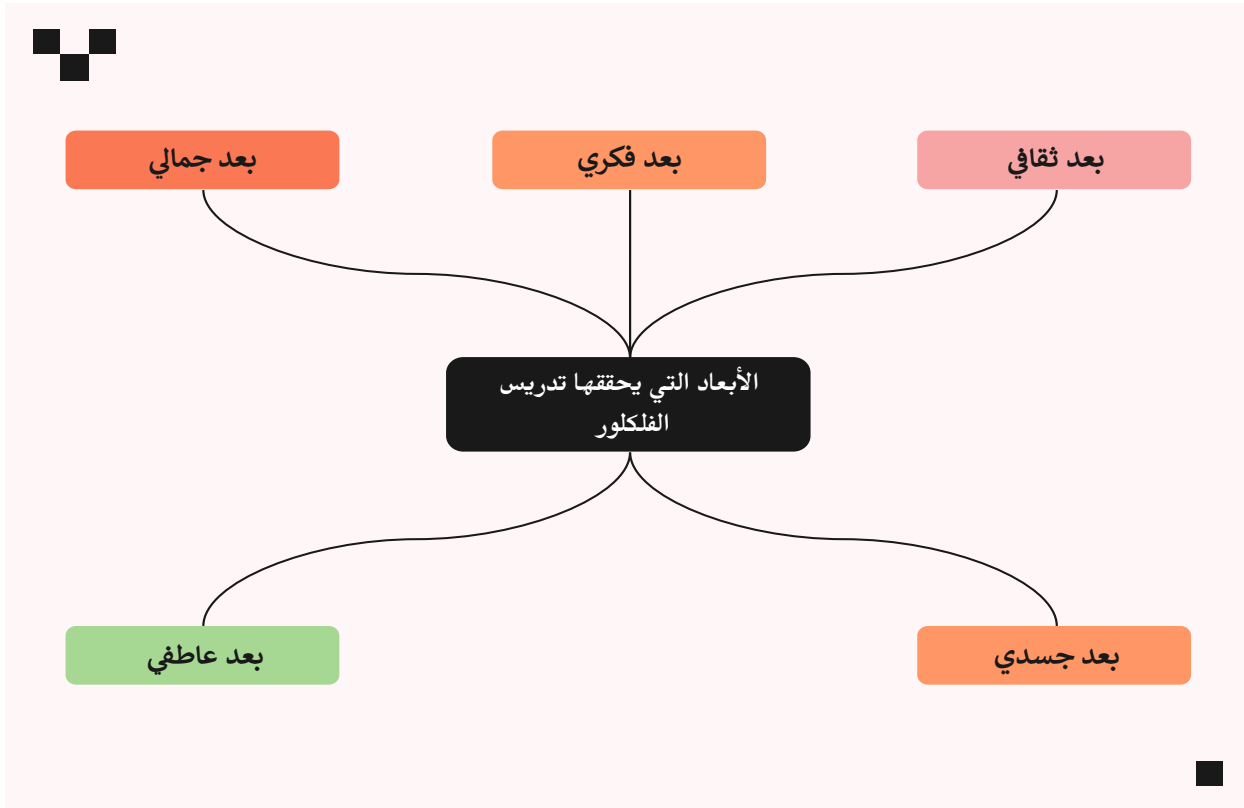 بعد ثقافي
بعد فكري
بعد جمالي
الأبعاد التي يحققها تدريس
الفلكلور
بعد جسدي
بعد عاطفي